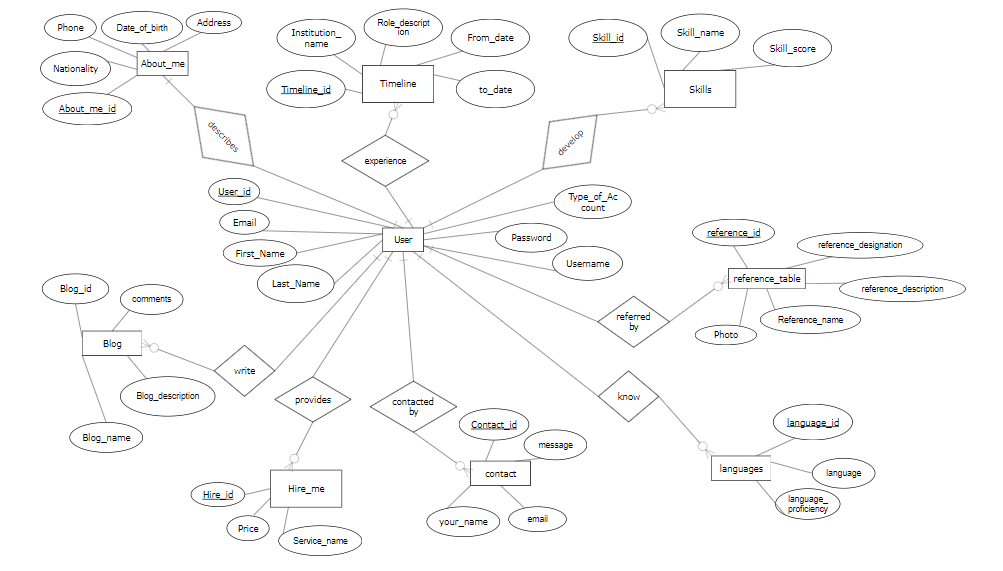 Phone
Date_of_birth
Address
Nationality
About_me
About_me_id
describes
Institution_
name
Role_descript
ion
From_date
Timeline_id
Timeline
to_date
experience
Skill_id
Skill_name
Skill_score
Skills
develop
User_id
Email
First_Name
Last_Name
User
Type_of_Ac
count
Password
Username
reference_id
reference_designation
reference_table
reference_description
Reference_name
Photo
referred
by
Blog_id
comments
Blog
Blog_description
Blog_name
write
provides
contacted
by
know
Contact_id
message
contact
your_name
email
Hire_id
Hire_me
Price
Service_name
language_id
languages
language
language_
proficiency